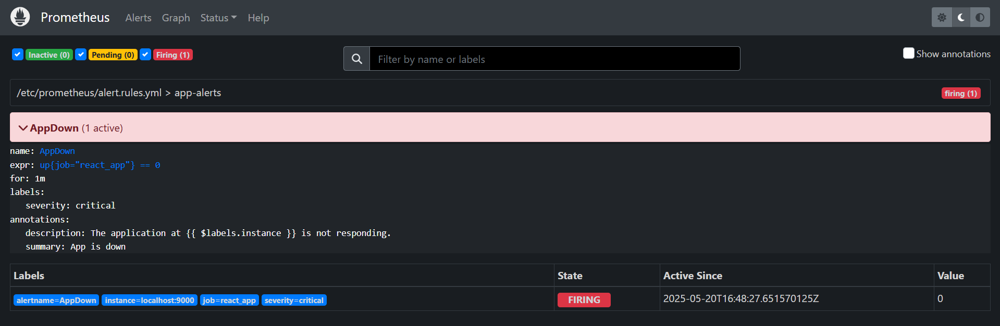 Prometheus Alerts Graph Status Help
Inactive (0) Pending (0) Firing (1) Filter by name or labels Show annotations
/etc/prometheus/alert.rules.yml > app-alerts firing (1)
AppDown (1 active)
name: AppDown
expr: up{job="react_app"} == 0
for: 1m
labels:
severity: critical
annotations:
description: The application at {{ $labels.instance }} is not responding.
summary: App is down
Labels State Active Since Value
alertname=AppDown instance=localhost:9000 job=react_app severity=critical FIRING 2025-05-20T16:48:27.651570125Z 0